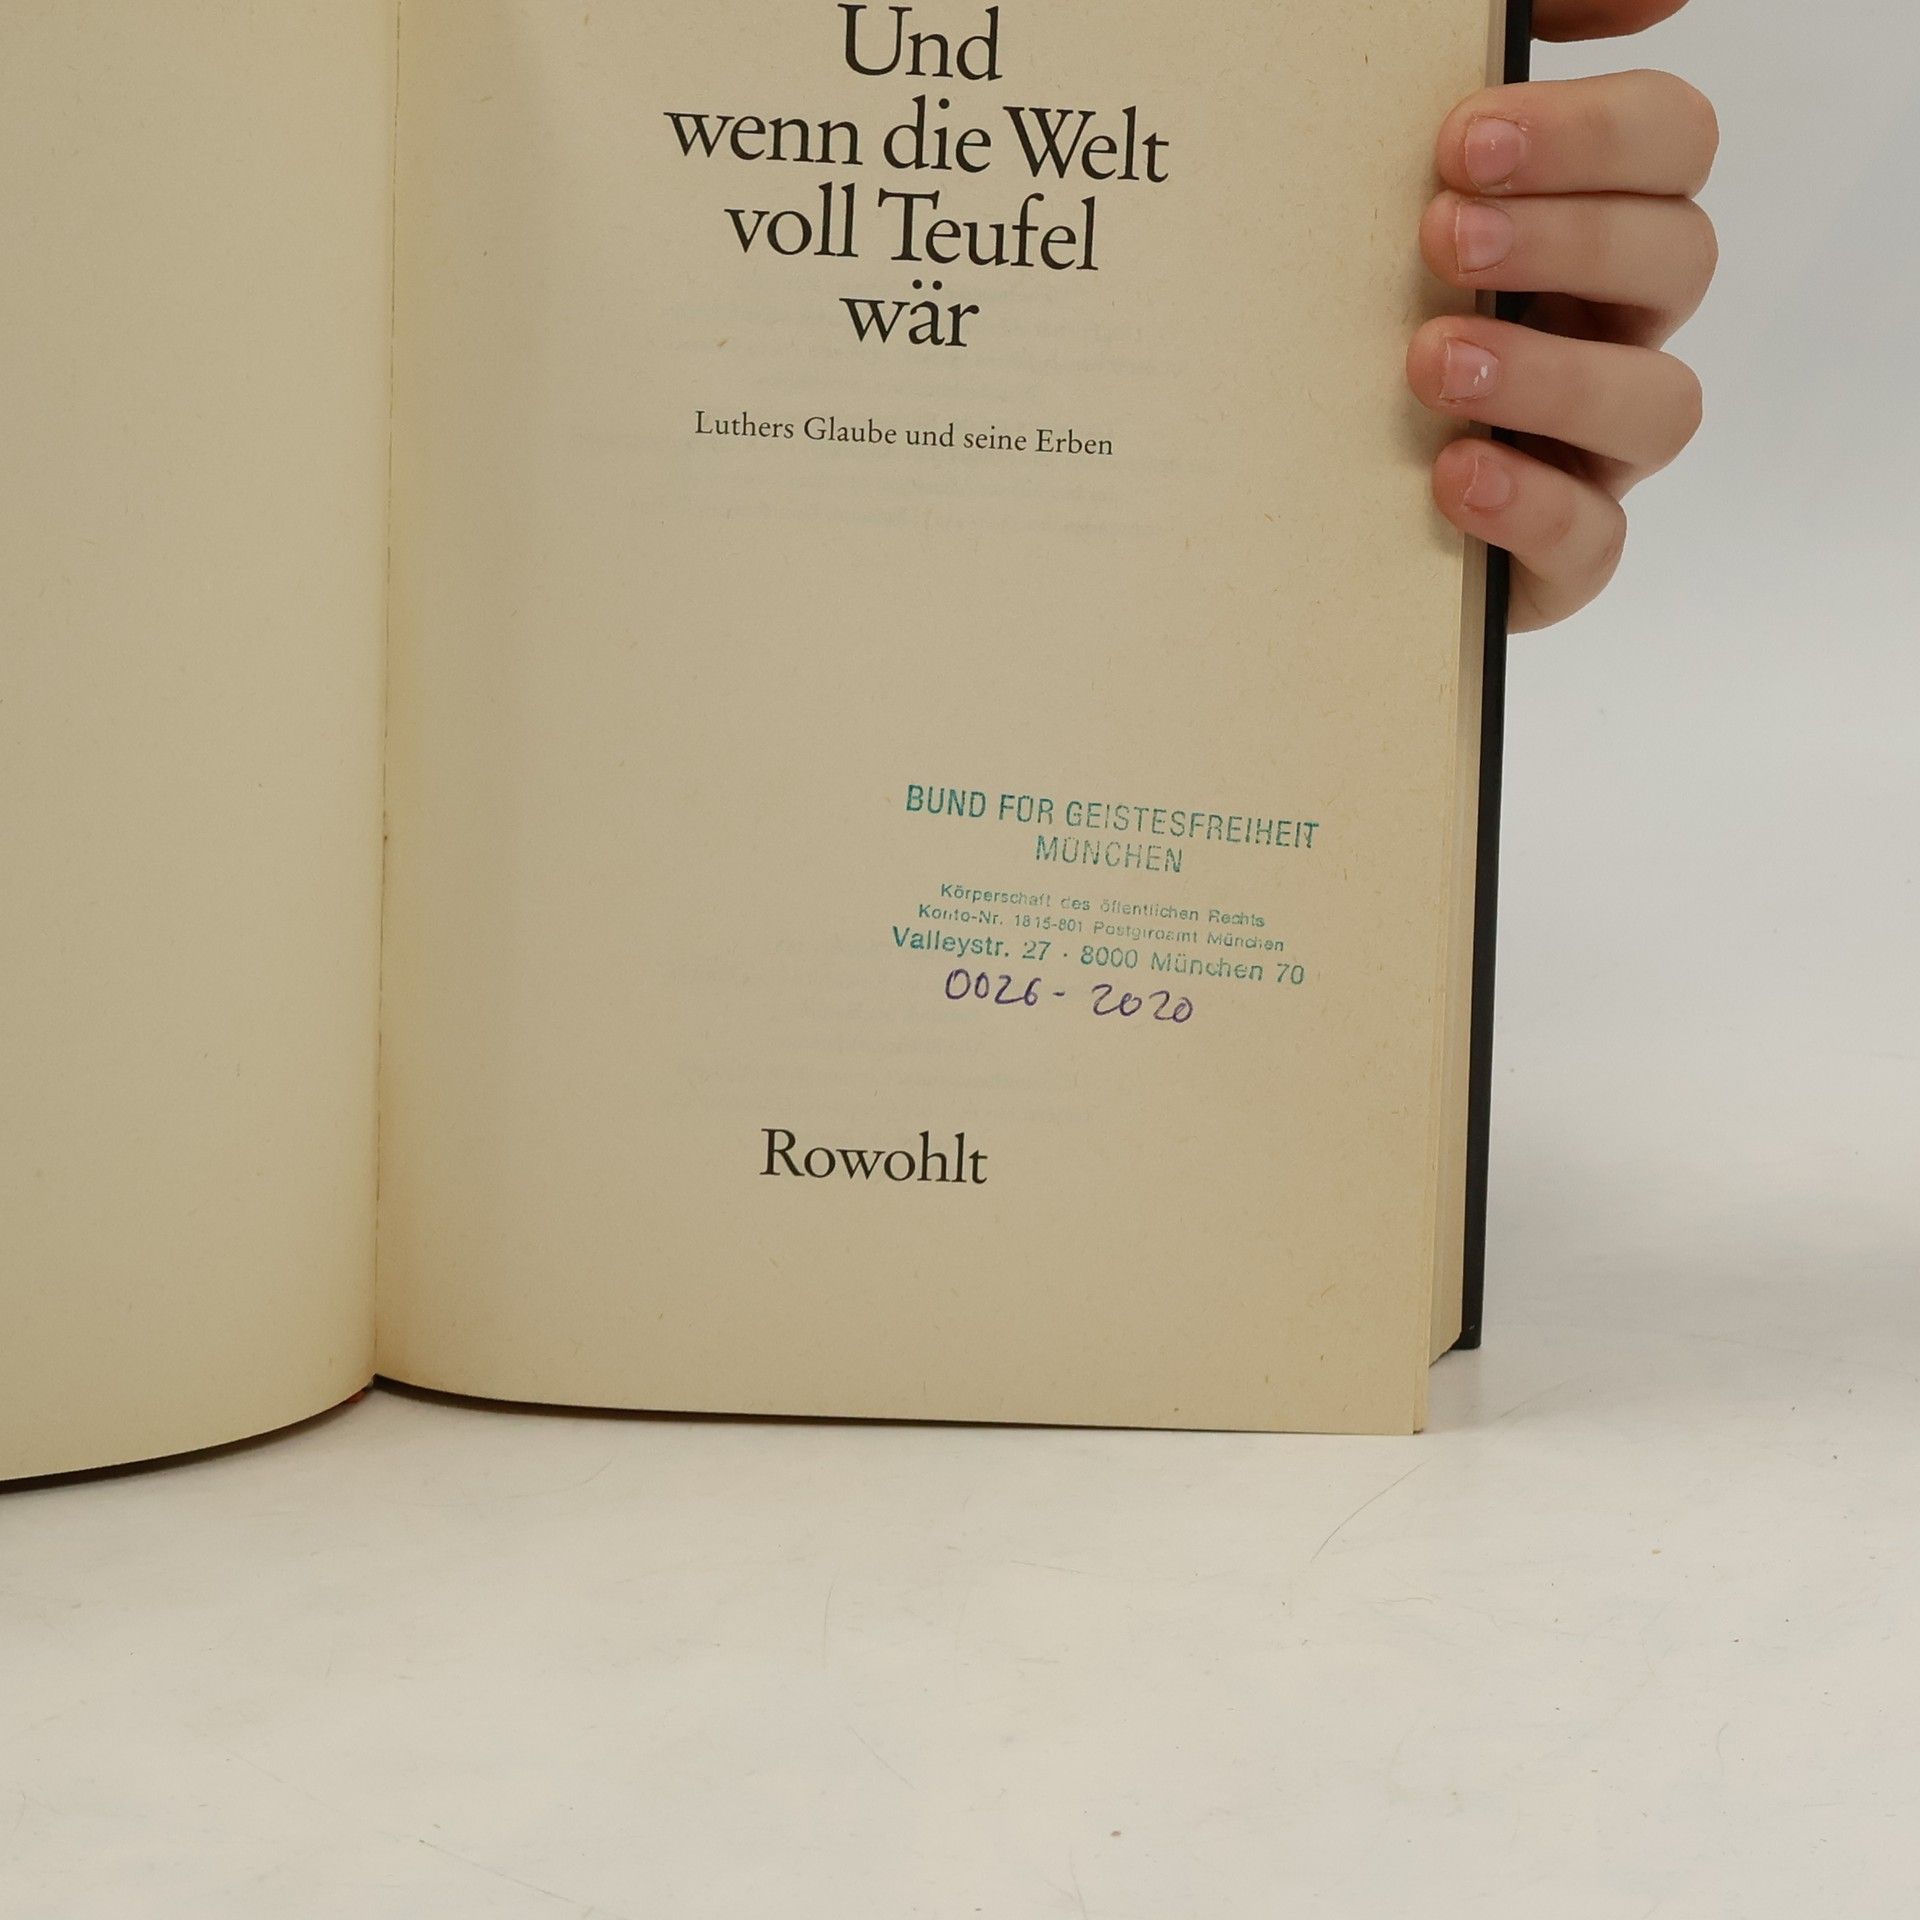 Und
wenn die Welt
voll Teufel
wär
Luthers Glaube und seine Erben
BUND FÜR GEISTESFREIHEIT
MÜNCHEN
Körperschaft des öffentlichen Rechts
Konto-Nr. 1815-801 Postgiroamt München
Valleystr. 27 · 8000 München 70
0026 - 2020
Rowohlt